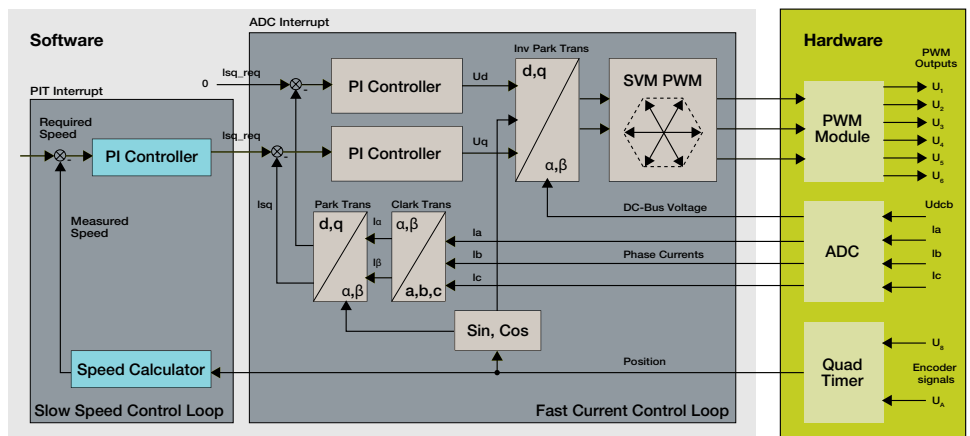 Software
ADC Interrupt
Hardware
PIT Interrupt
Required
Speed
PI Controller
Measured
Speed
Speed Calculator
Slow Speed Control Loop
0
Isq_req
Isq_req
Isq
PI Controller
Ud
PI Controller
Uq
Inv Park Trans
d,q
α,β
SVM PWM
Park Trans
d,q
α,β
Iα
Iβ
Clark Trans
α,β
a,b,c
DC-Bus Voltage
Ia
Ib
Phase Currents
Ic
Sin, Cos
Position
Fast Current Control Loop
PWM
Module
PWM
Outputs
U1
U2
U3
U4
U5
U6
ADC
Udcb
Ia
Ib
Ic
Quad
Timer
UB
Encoder
signals
UA